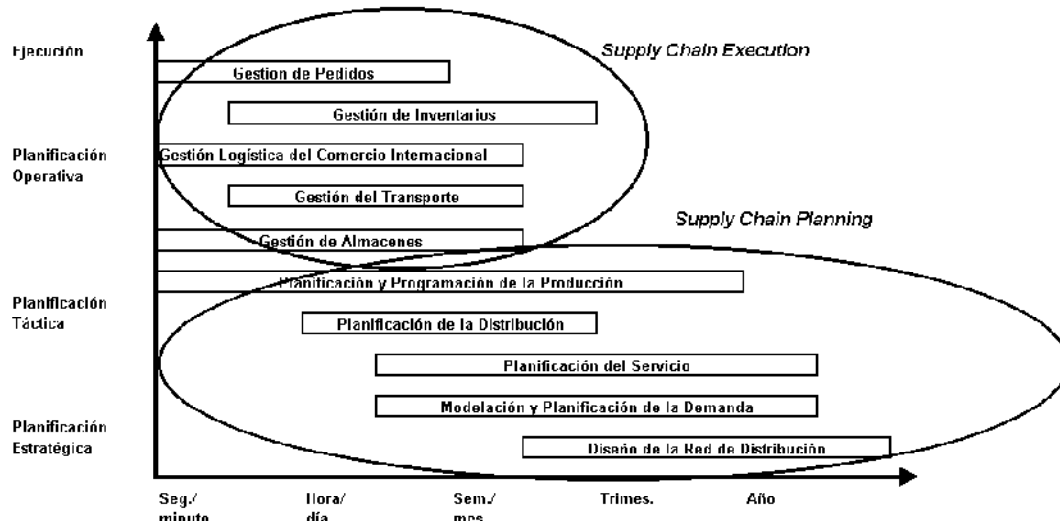 Ejecución
Supply Chain Execution
Gestion de Pedidos
Gestión de Inventarios
Planificación
Operativa
Gestión Logística del Comercio Internacional
Gestión del Transporte
Supply Chain Planning
Gestión de Almacenes
Planificación y Programación de la Producción
Planificación
Táctica
Planificación de la Distribución
Planificación del Servicio
Modelación y Planificación de la Demanda
Planificación
Estratégica
Diseño de la Red de Distribución
Seg./
minuto
Hora/
día
Sem./
mes
Trimes.
Año